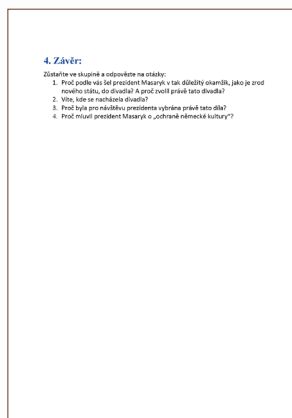 4. Závěr:
Zůstaňte ve skupině a odpovězte na otázky:
1. Proč podle vás šel prezident Masaryk v tak důležitý okamžik, jako je zrod
nového státu, do divadla? A proč zvolil právě tato divadla?
2. Víte, kde se nacházela divadla?
3. Proč byla pro návštěvu prezidenta vybrána právě tato díla?
4. Proč mluvil prezident Masaryk o „ochraně německé kultury“?